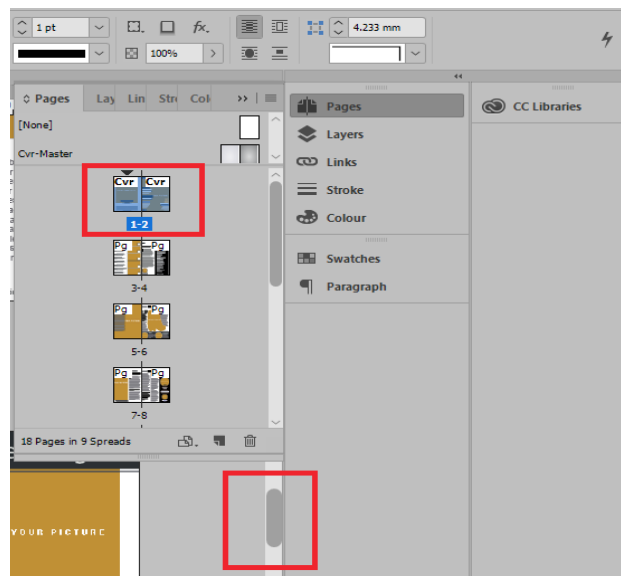 1 pt
fx.
4.233 mm
100%
Pages Lay Lin Stro Col
[None]
Cvr-Master
Cvr Cvr
1-2
Pg Pg
3-4
Pg Pg
5-6
Pg Pg
7-8
18 Pages in 9 Spreads
YOUR PICTURE
Pages
Layers
Links
Stroke
Colour
Swatches
Paragraph
CC Libraries